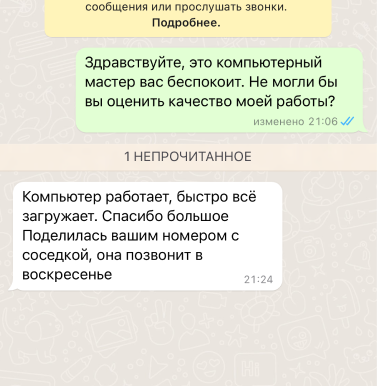 сообщения или прослушать звонки.
Подробнее.
Здравствуйте, это компьютерный
мастер вас беспокоит. Не могли бы
вы оценить качество моей работы?
изменено 21:06
1 НЕПРОЧИТАННОЕ
Компьютер работает, быстро всё
загружает. Спасибо большое
Поделилась вашим номером с
соседкой, она позвонит в
воскресенье
21:24